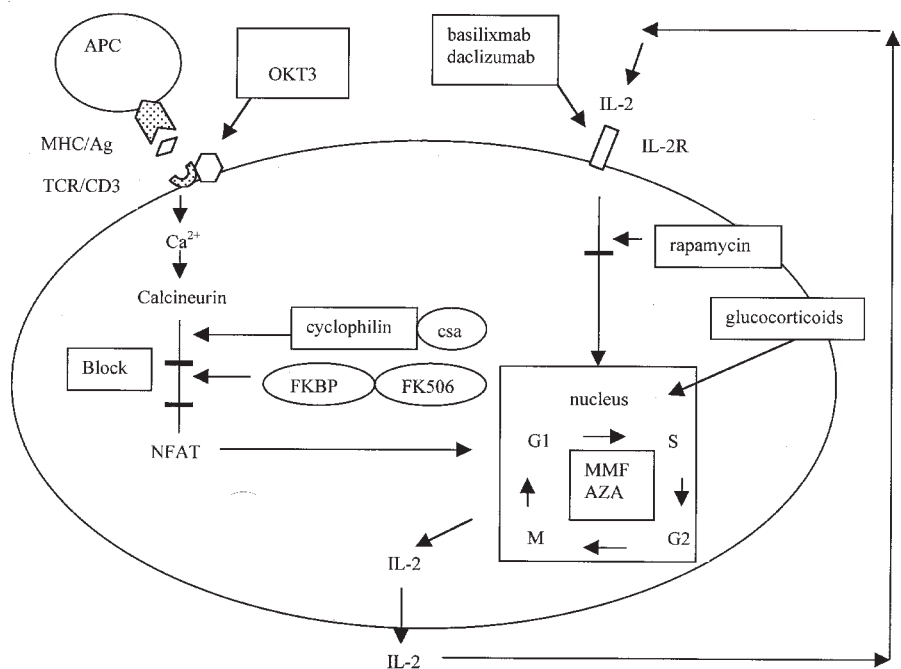 APC
OKT3
basilixmab
daclizumab
IL-2
MHC/Ag
IL-2R
TCR/CD3
Ca2+
rapamycin
Calcineurin
glucocorticoids
cyclophilin
csa
Block
FKBP
FK506
nucleus
NFAT
G1
S
MMF
AZA
M
G2
IL-2
IL-2